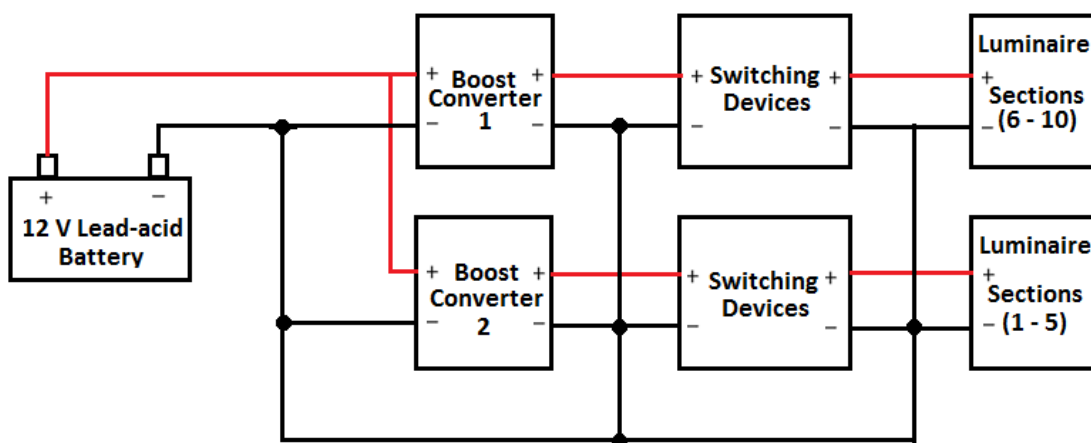 + −
12 V Lead-acid
Battery
+ Boost +
Converter
− 1 −
+ Switching +
Devices
− −
Luminaire
+
Sections
− (6 - 10)
+ Boost +
Converter
− 2 −
+ Switching +
Devices
− −
Luminaire
+
Sections
− (1 - 5)